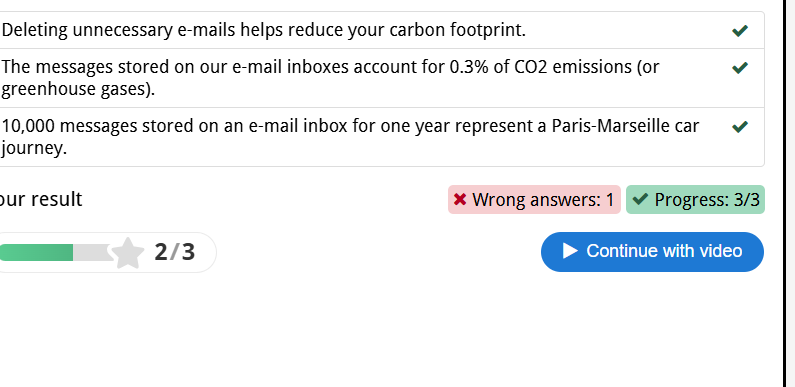 Deleting unnecessary e-mails helps reduce your carbon footprint.
The messages stored on our e-mail inboxes account for 0.3% of CO2 emissions (or
greenhouse gases).
10,000 messages stored on an e-mail inbox for one year represent a Paris-Marseille car
journey.
our result
Wrong answers: 1
Progress: 3/3
2/3
Continue with video